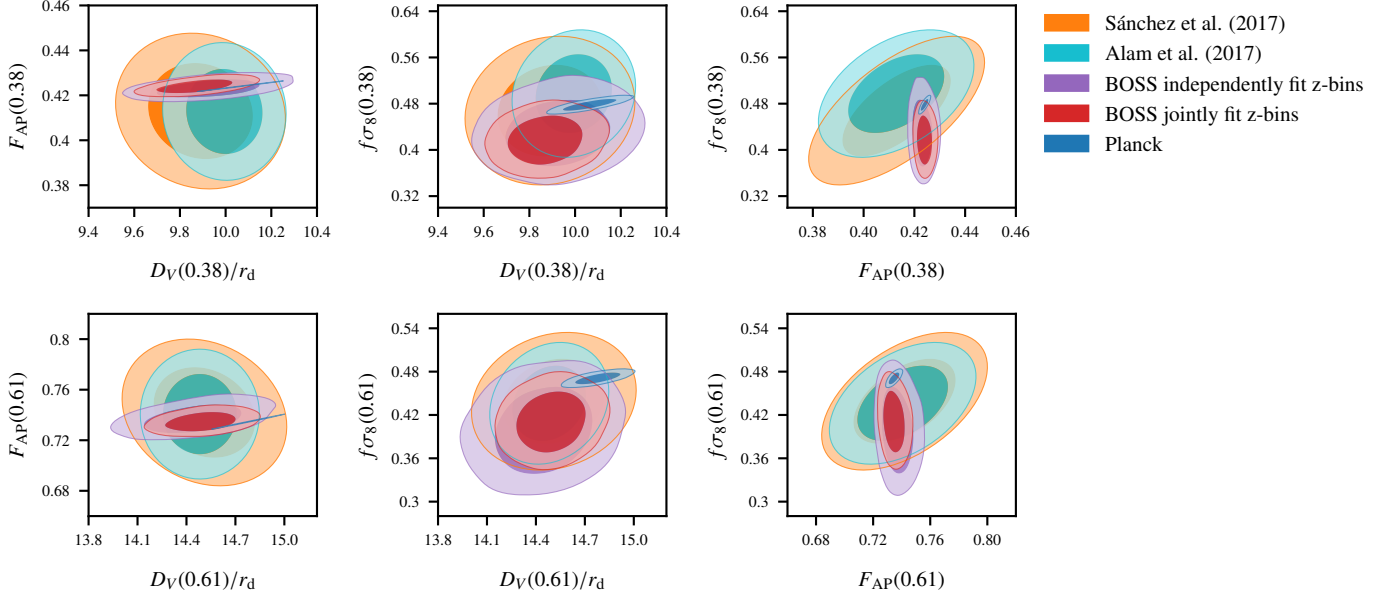 0.46
0.44
0.42
0.40
0.38
F_AP(0.38)
9.4 9.6 9.8 10.0 10.2 10.4
D_V(0.38)/r_d
0.64
0.56
0.48
0.40
0.32
fσ_8(0.38)
9.4 9.6 9.8 10.0 10.2 10.4
D_V(0.38)/r_d
0.64
0.56
0.48
0.4
0.32
fσ_8(0.38)
0.38 0.40 0.42 0.44 0.46
F_AP(0.38)
Sánchez et al. (2017)
Alam et al. (2017)
BOSS independently fit z-bins
BOSS jointly fit z-bins
Planck
0.8
0.76
0.72
0.68
F_AP(0.61)
13.8 14.1 14.4 14.7 15.0
D_V(0.61)/r_d
0.54
0.48
0.42
0.36
0.3
fσ_8(0.61)
13.8 14.1 14.4 14.7 15.0
D_V(0.61)/r_d
0.54
0.48
0.42
0.36
0.3
fσ_8(0.61)
0.68 0.72 0.76 0.80
F_AP(0.61)